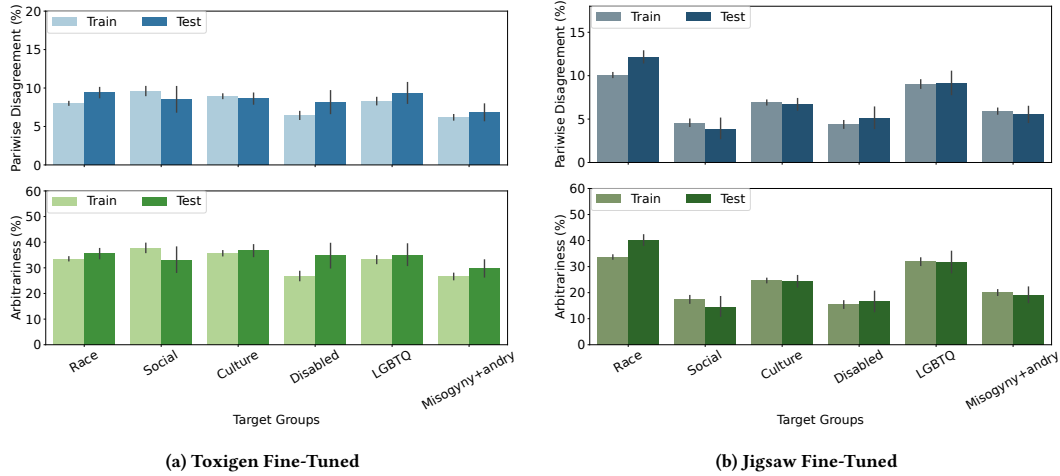 Pariwise Disagreement (%)
20
15
10
5
0
Train
Test
Arbitrariness (%)
60
50
40
30
20
10
0
Train
Test
Race
Social
Culture
Disabled
LGBTQ
Misogyny+andry
Target Groups
(a) Toxigen Fine-Tuned
Pariwise Disagreement (%)
15
10
5
0
Train
Test
Arbitrariness (%)
60
50
40
30
20
10
0
Train
Test
Race
Social
Culture
Disabled
LGBTQ
Misogyny+andry
Target Groups
(b) Jigsaw Fine-Tuned